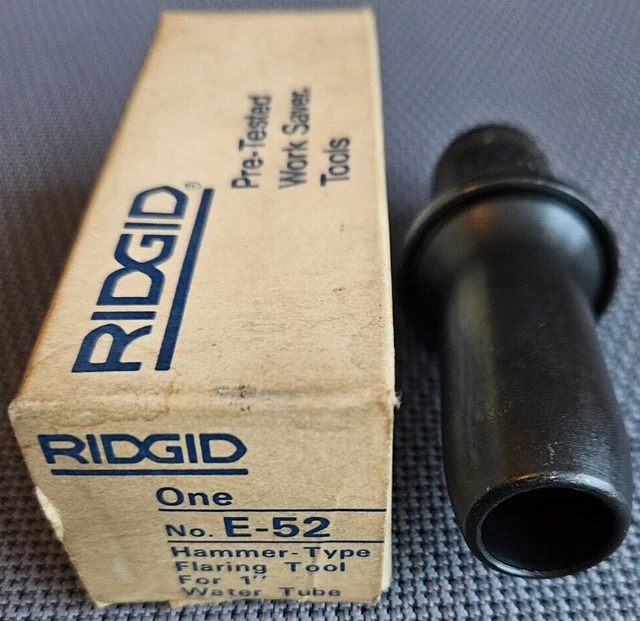 RIDGID®
Pre-Tested
Work Saver.
Tools
RIDGID
One
No. E-52
Hammer-Type
Flaring Tool
For 1"
Water Tube